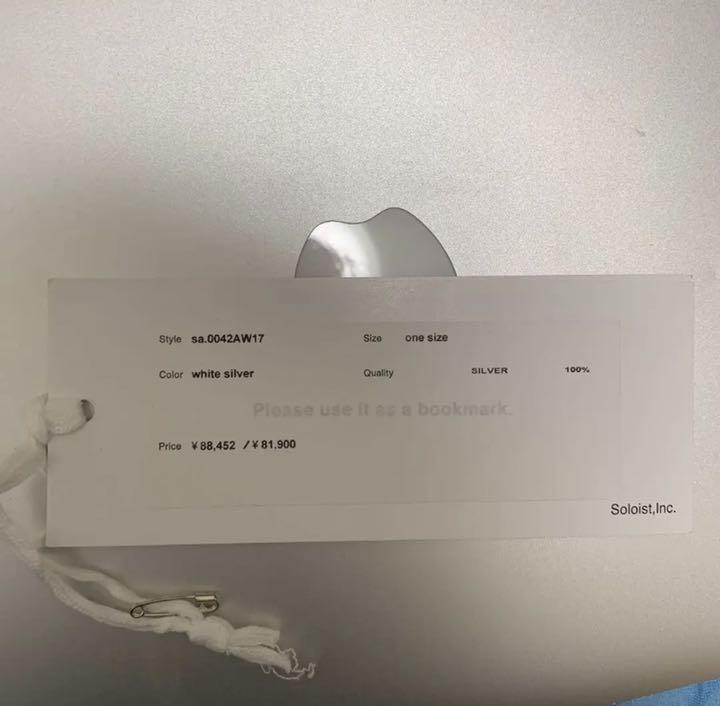 Style sa.0042AW17 Size one size
Color white silver Quality SILVER 100%
Please use it as a bookmark.
Price ¥88,452 /¥81,900
Soloist,Inc.